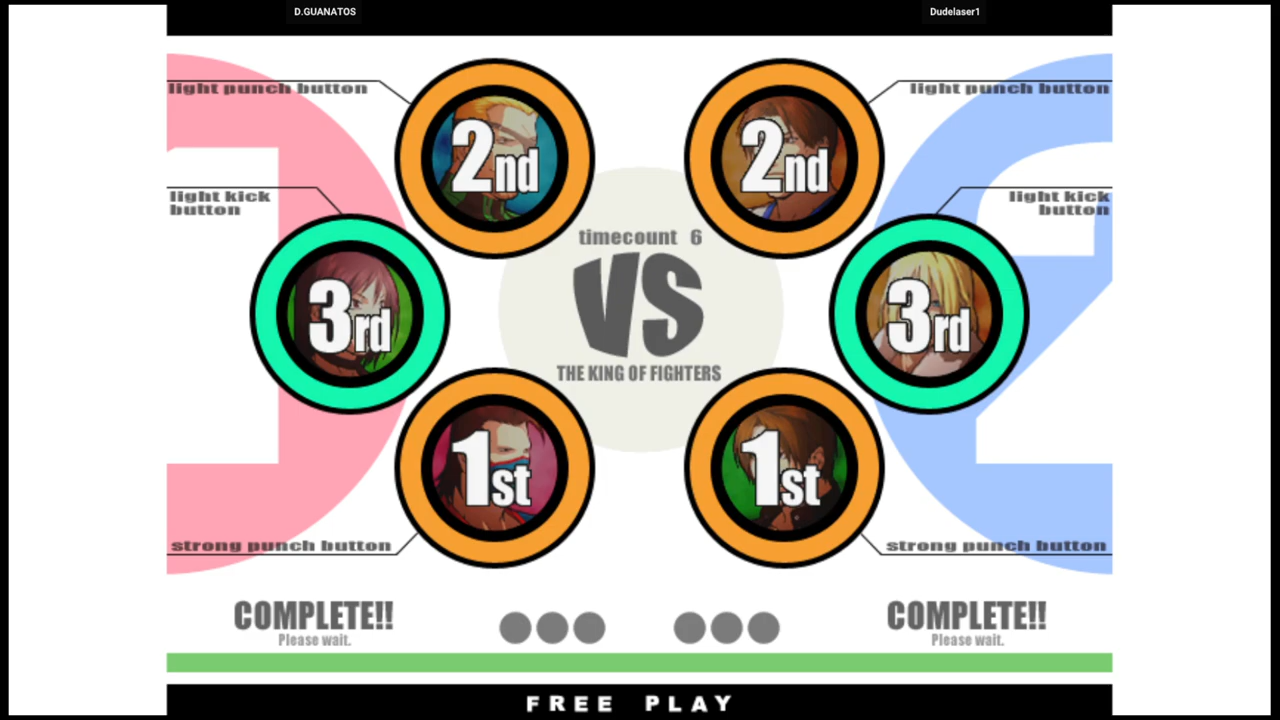 D.GUANATOS
Dudelaser1
light punch button
light punch button
2nd
2nd
light kick
button
light kick
button
timecount 6
VS
THE KING OF FIGHTERS
3rd
3rd
1st
1st
strong punch button
strong punch button
COMPLETE!!
Please wait.
COMPLETE!!
Please wait.
FREE PLAY